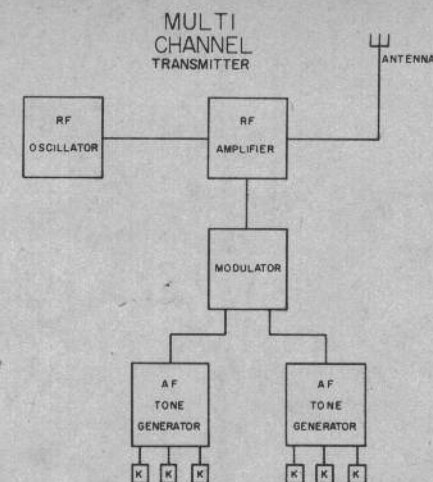 MULTI
CHANNEL
TRANSMITTER
ANTENNA
RF
OSCILLATOR
RF
AMPLIFIER
MODULATOR
AF
TONE
GENERATOR
AF
TONE
GENERATOR
K K K
K K K